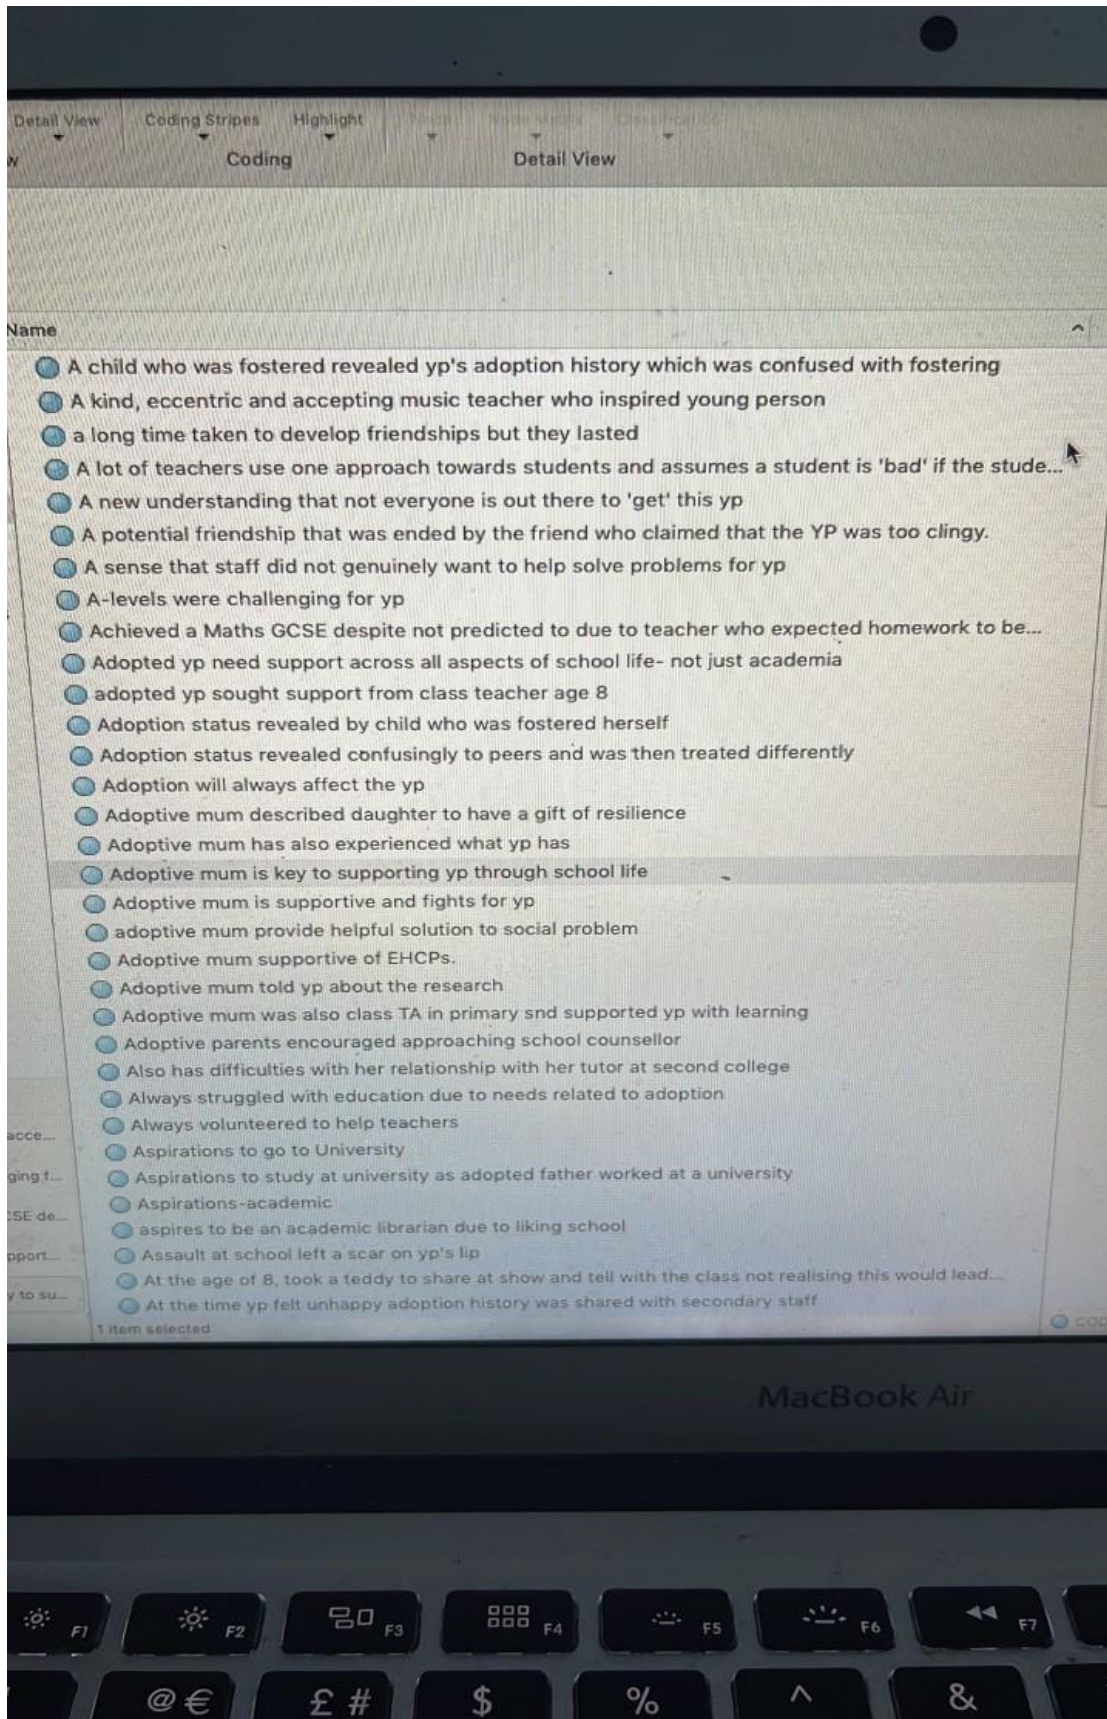 Detail View Coding Stripes Highlight
w Coding Detail View
Name
A child who was fostered revealed yp's adoption history which was confused with fostering
A kind, eccentric and accepting music teacher who inspired young person
a long time taken to develop friendships but they lasted
A lot of teachers use one approach towards students and assumes a student is 'bad' if the stude...
A new understanding that not everyone is out there to 'get' this yp
A potential friendship that was ended by the friend who claimed that the YP was too clingy.
A sense that staff did not genuinely want to help solve problems for yp
A-levels were challenging for yp
Achieved a Maths GCSE despite not predicted to due to teacher who expected homework to be...
Adopted yp need support across all aspects of school life- not just academia
adopted yp sought support from class teacher age 8
Adoption status revealed by child who was fostered herself
Adoption status revealed confusingly to peers and was then treated differently
Adoption will always affect the yp
Adoptive mum described daughter to have a gift of resilience
Adoptive mum has also experienced what yp has
Adoptive mum is key to supporting yp through school life
Adoptive mum is supportive and fights for yp
adoptive mum provide helpful solution to social problem
Adoptive mum supportive of EHCPs.
Adoptive mum told yp about the research
Adoptive mum was also class TA in primary snd supported yp with learning
Adoptive parents encouraged approaching school counsellor
Also has difficulties with her relationship with her tutor at second college
Always struggled with education due to needs related to adoption
Always volunteered to help teachers
acce...
Aspirations to go to University
ging f...
Aspirations to study at university as adopted father worked at a university
Aspirations-academic
SE de...
aspires to be an academic librarian due to liking school
pport...
Assault at school left a scar on yp's lip
At the age of 8, took a teddy to share at show and tell with the class not realising this would lead...
y to su...
At the time yp felt unhappy adoption history was shared with secondary staff
1 item selected
COD
MacBook Air
F1 F2 F3 F4 F5 F6 F7
@ € £ # $ % ^ &